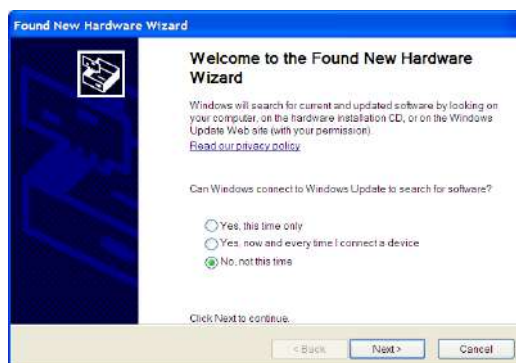 Found New Hardware Wizard
Welcome to the Found New Hardware
Wizard
Windows will search for current and updated software by looking on
your computer, on the hardware installation CD, or on the Windows
Update Web site (with your permission).
Read our privacy policy
Can Windows connect to Windows Update to search for software?
Yes, this time only
Yes, now and every time I connect a device
No, not this time
Click Next to continue.
< Back
Next >
Cancel